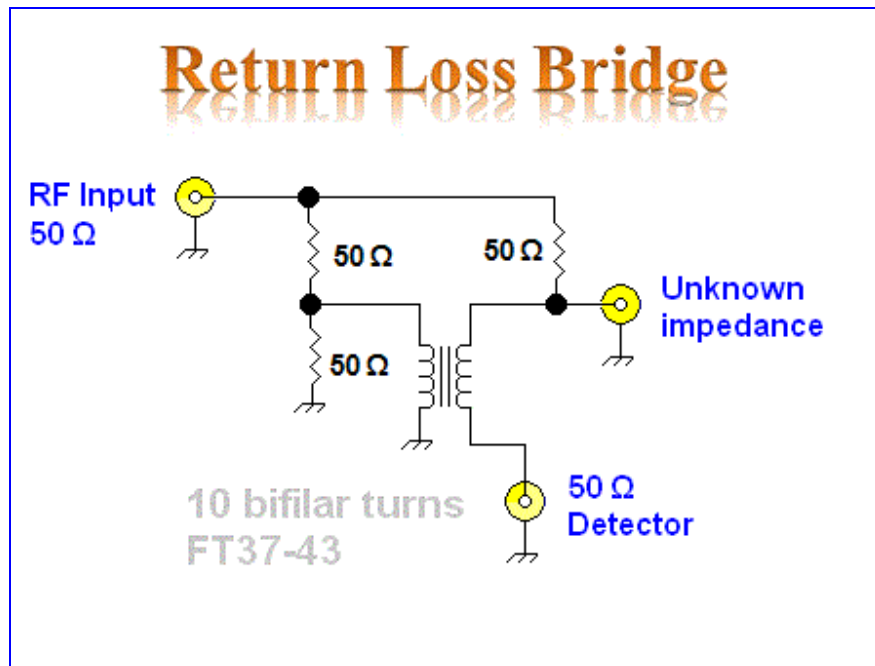 Return Loss Bridge
RF Input
50 Ω
50 Ω
50 Ω
Unknown
impedance
50 Ω
10 bifilar turns
FT37-43
50 Ω
Detector